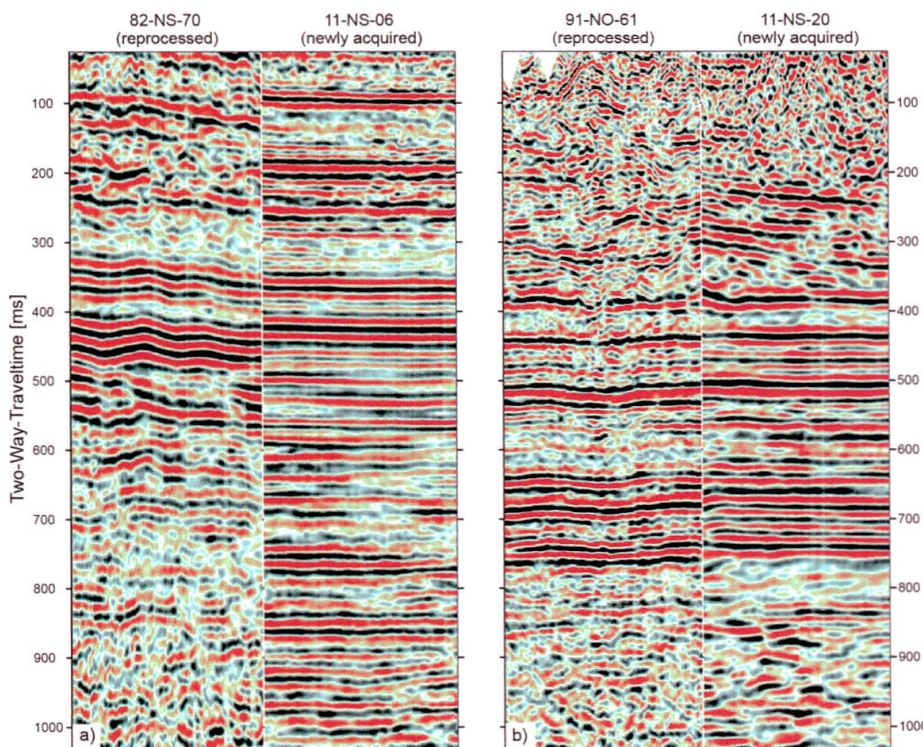 82-NS-70
(reprocessed)
11-NS-06
(newly acquired)
91-NO-61
(reprocessed)
11-NS-20
(newly acquired)
Two-Way-Traveltime [ms]
100
200
300
400
500
600
700
800
900
1000
a)
100
200
300
400
500
600
700
800
900
1000
b)